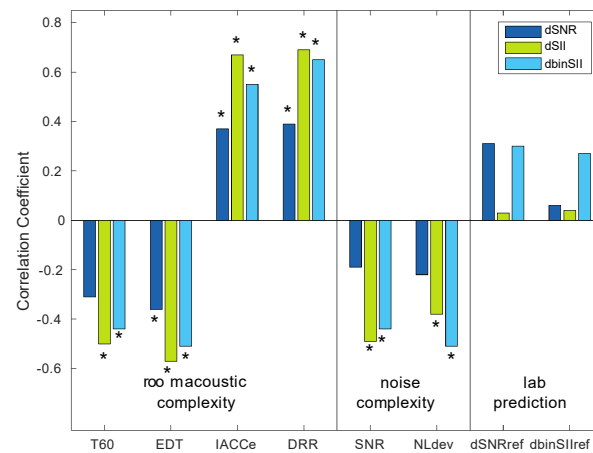 0.8
0.6
0.4
0.2
0
-0.2
-0.4
-0.6
Correlation Coefficient
dSNR
dSII
dbinSII
* * * * * *
* * * *
* * * *
roo macoustic
complexity
noise
complexity
lab
prediction
T60 EDT IACCe DRR SNR NLdev dSNRref dbinSIIref